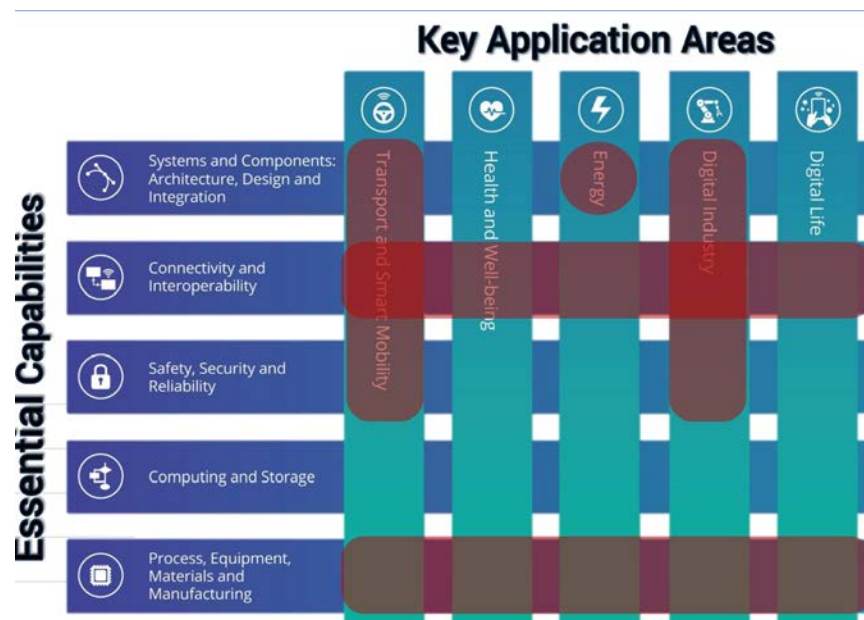 Key Application Areas
Essential Capabilities
Transport and Smart Mobility
Health and Well-being
Energy
Digital Industry
Digital Life
Systems and Components:
Architecture, Design and
Integration
Connectivity and
Interoperability
Safety, Security and
Reliability
Computing and Storage
Process, Equipment,
Materials and
Manufacturing